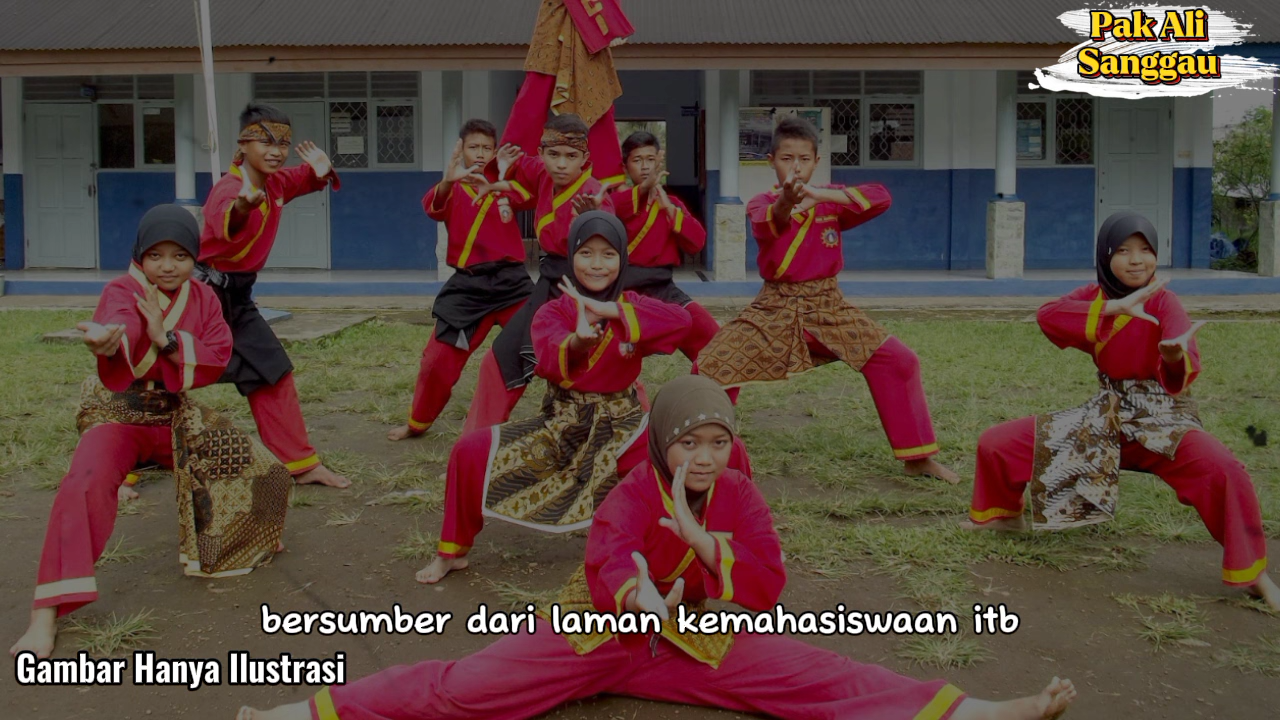 Pak Ali
Sanggau
bersumber dari laman kemahasiswaan itb
Gambar Hanya Ilustrasi